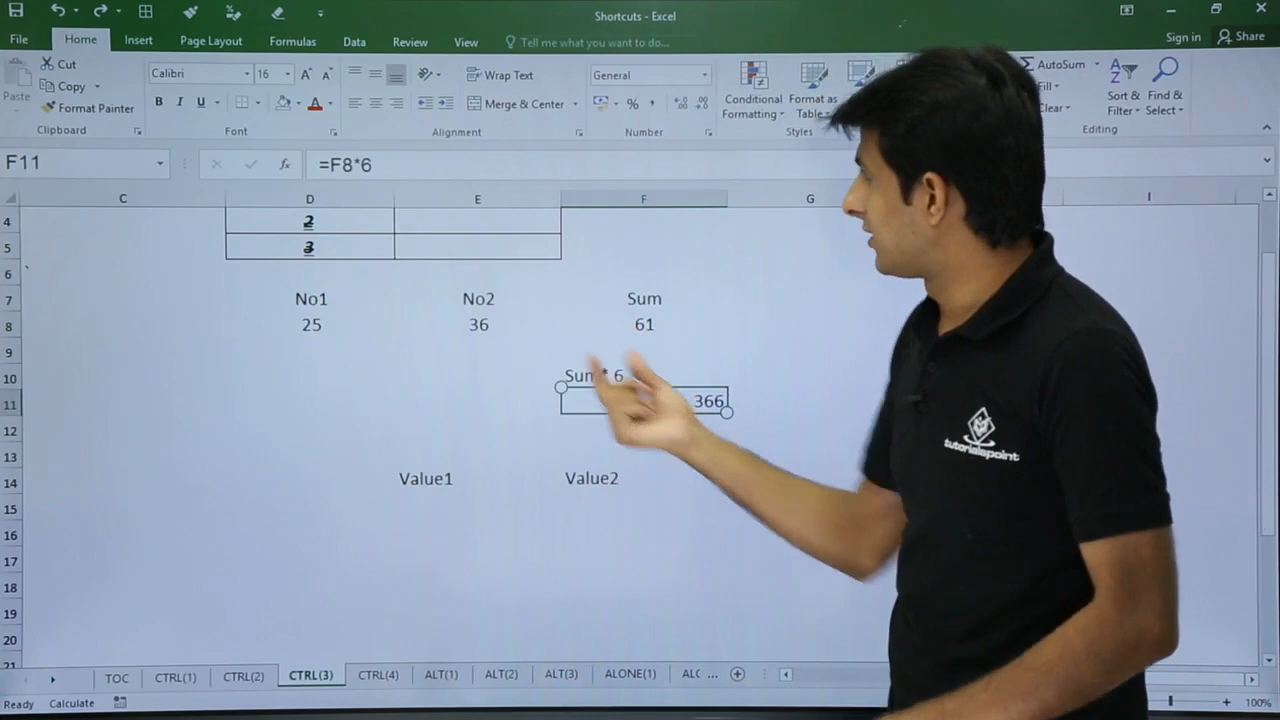 Shortcuts - Excel
File Home Insert Page Layout Formulas Data Review View Tell me what you want to do... Sign in Share
Paste Cut Copy Format Painter Clipboard
Calibri 16 A A B I U A Font
Wrap Text Merge & Center Alignment
General % , Number
Conditional Formatting Format as Table Styles
AutoSum Fill Clear Sort & Filter Find & Select Editing
F11 fx =F8*6
C D E F G I
4 2
5 3
6
7 No1 No2 Sum
8 25 36 61
9
10 Sum * 6
11 366
12
13
14 Value1 Value2
15
16
17
18
19
20
21
tutorialspoint
TOC CTRL(1) CTRL(2) CTRL(3) CTRL(4) ALT(1) ALT(2) ALT(3) ALONE(1) ALC ...
Ready Calculate 100%